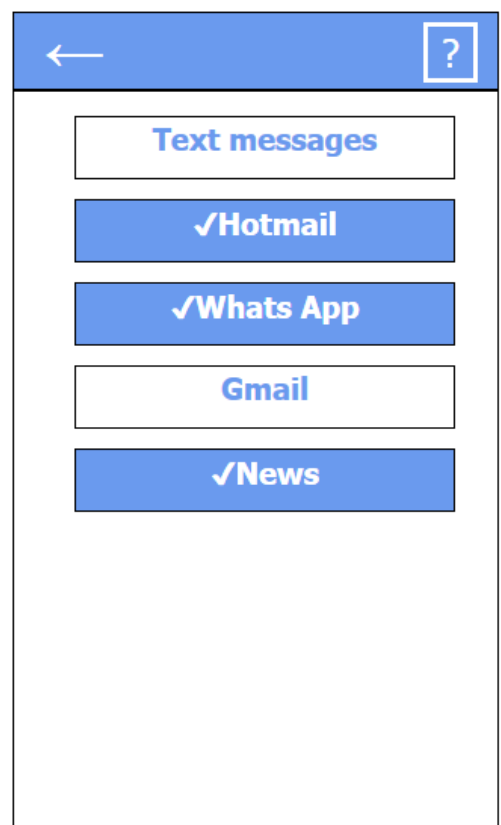 ←
?
Text messages
✓Hotmail
✓Whats App
Gmail
✓News